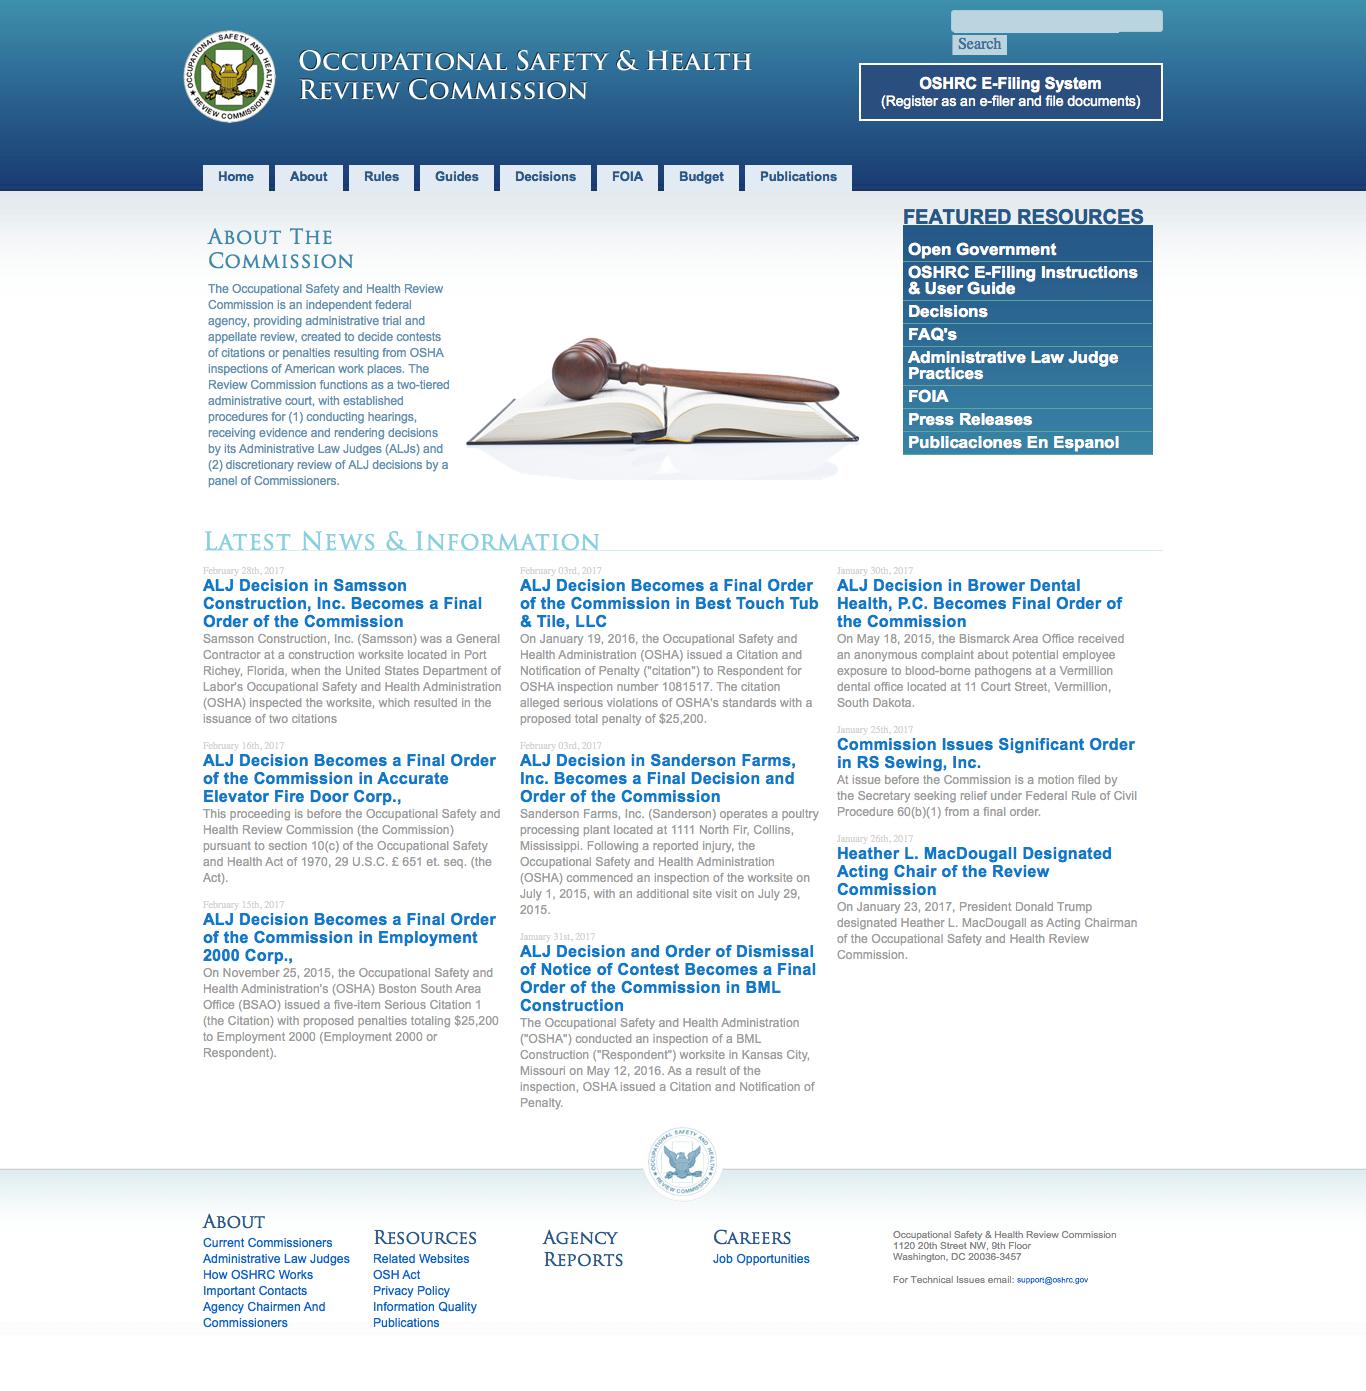 OCCUPATIONAL SAFETY AND HEALTH
REVIEW COMMISSION
OCCUPATIONAL SAFETY & HEALTH
REVIEW COMMISSION
Search
OSHRC E-Filing System
(Register as an e-filer and file documents)
Home
About
Rules
Guides
Decisions
FOIA
Budget
Publications
ABOUT THE
COMMISSION
The Occupational Safety and Health Review
Commission is an independent federal
agency, providing administrative trial and
appellate review, created to decide contests
of citations or penalties resulting from OSHA
inspections of American work places. The
Review Commission functions as a two-tiered
administrative court, with established
procedures for (1) conducting hearings,
receiving evidence and rendering decisions
by its Administrative Law Judges (ALJs) and
(2) discretionary review of ALJ decisions by a
panel of Commissioners.
FEATURED RESOURCES
Open Government
OSHRC E-Filing Instructions
& User Guide
Decisions
FAQ's
Administrative Law Judge
Practices
FOIA
Press Releases
Publicaciones En Espanol
LATEST NEWS & INFORMATION
February 28th, 2017
ALJ Decision in Samsson
Construction, Inc. Becomes a Final
Order of the Commission
Samsson Construction, Inc. (Samsson) was a General
Contractor at a construction worksite located in Port
Richey, Florida, when the United States Department of
Labor's Occupational Safety and Health Administration
(OSHA) inspected the worksite, which resulted in the
issuance of two citations
February 16th, 2017
ALJ Decision Becomes a Final Order
of the Commission in Accurate
Elevator Fire Door Corp.,
This proceeding is before the Occupational Safety and
Health Review Commission (the Commission)
pursuant to section 10(c) of the Occupational Safety
and Health Act of 1970, 29 U.S.C. £ 651 et. seq. (the
Act).
February 15th, 2017
ALJ Decision Becomes a Final Order
of the Commission in Employment
2000 Corp.,
On November 25, 2015, the Occupational Safety and
Health Administration's (OSHA) Boston South Area
Office (BSAO) issued a five-item Serious Citation 1
(the Citation) with proposed penalties totaling $25,200
to Employment 2000 (Employment 2000 or
Respondent).
February 03rd, 2017
ALJ Decision Becomes a Final Order
of the Commission in Best Touch Tub
& Tile, LLC
On January 19, 2016, the Occupational Safety and
Health Administration (OSHA) issued a Citation and
Notification of Penalty ("citation") to Respondent for
OSHA inspection number 1081517. The citation
alleged serious violations of OSHA's standards with a
proposed total penalty of $25,200.
February 03rd, 2017
ALJ Decision in Sanderson Farms,
Inc. Becomes a Final Decision and
Order of the Commission
Sanderson Farms, Inc. (Sanderson) operates a poultry
processing plant located at 1111 North Fir, Collins,
Mississippi. Following a reported injury, the
Occupational Safety and Health Administration
(OSHA) commenced an inspection of the worksite on
July 1, 2015, with an additional site visit on July 29,
2015.
January 31st, 2017
ALJ Decision and Order of Dismissal
of Notice of Contest Becomes a Final
Order of the Commission in BML
Construction
The Occupational Safety and Health Administration
("OSHA") conducted an inspection of a BML
Construction ("Respondent") worksite in Kansas City,
Missouri on May 12, 2016. As a result of the
inspection, OSHA issued a Citation and Notification of
Penalty.
January 30th, 2017
ALJ Decision in Brower Dental
Health, P.C. Becomes Final Order of
the Commission
On May 18, 2015, the Bismarck Area Office received
an anonymous complaint about potential employee
exposure to blood-borne pathogens at a Vermillion
dental office located at 11 Court Street, Vermillion,
South Dakota.
January 25th, 2017
Commission Issues Significant Order
in RS Sewing, Inc.
At issue before the Commission is a motion filed by
the Secretary seeking relief under Federal Rule of Civil
Procedure 60(b)(1) from a final order.
January 26th, 2017
Heather L. MacDougall Designated
Acting Chair of the Review
Commission
On January 23, 2017, President Donald Trump
designated Heather L. MacDougall as Acting Chairman
of the Occupational Safety and Health Review
Commission.
OCCUPATIONAL SAFETY AND HEALTH
REVIEW COMMISSION
ABOUT
Current Commissioners
Administrative Law Judges
How OSHRC Works
Important Contacts
Agency Chairmen And
Commissioners
RESOURCES
Related Websites
OSH Act
Privacy Policy
Information Quality
Publications
AGENCY
REPORTS
CAREERS
Job Opportunities
Occupational Safety & Health Review Commission
1120 20th Street NW, 9th Floor
Washington, DC 20036-3457
For Technical Issues email: support@oshrc.gov